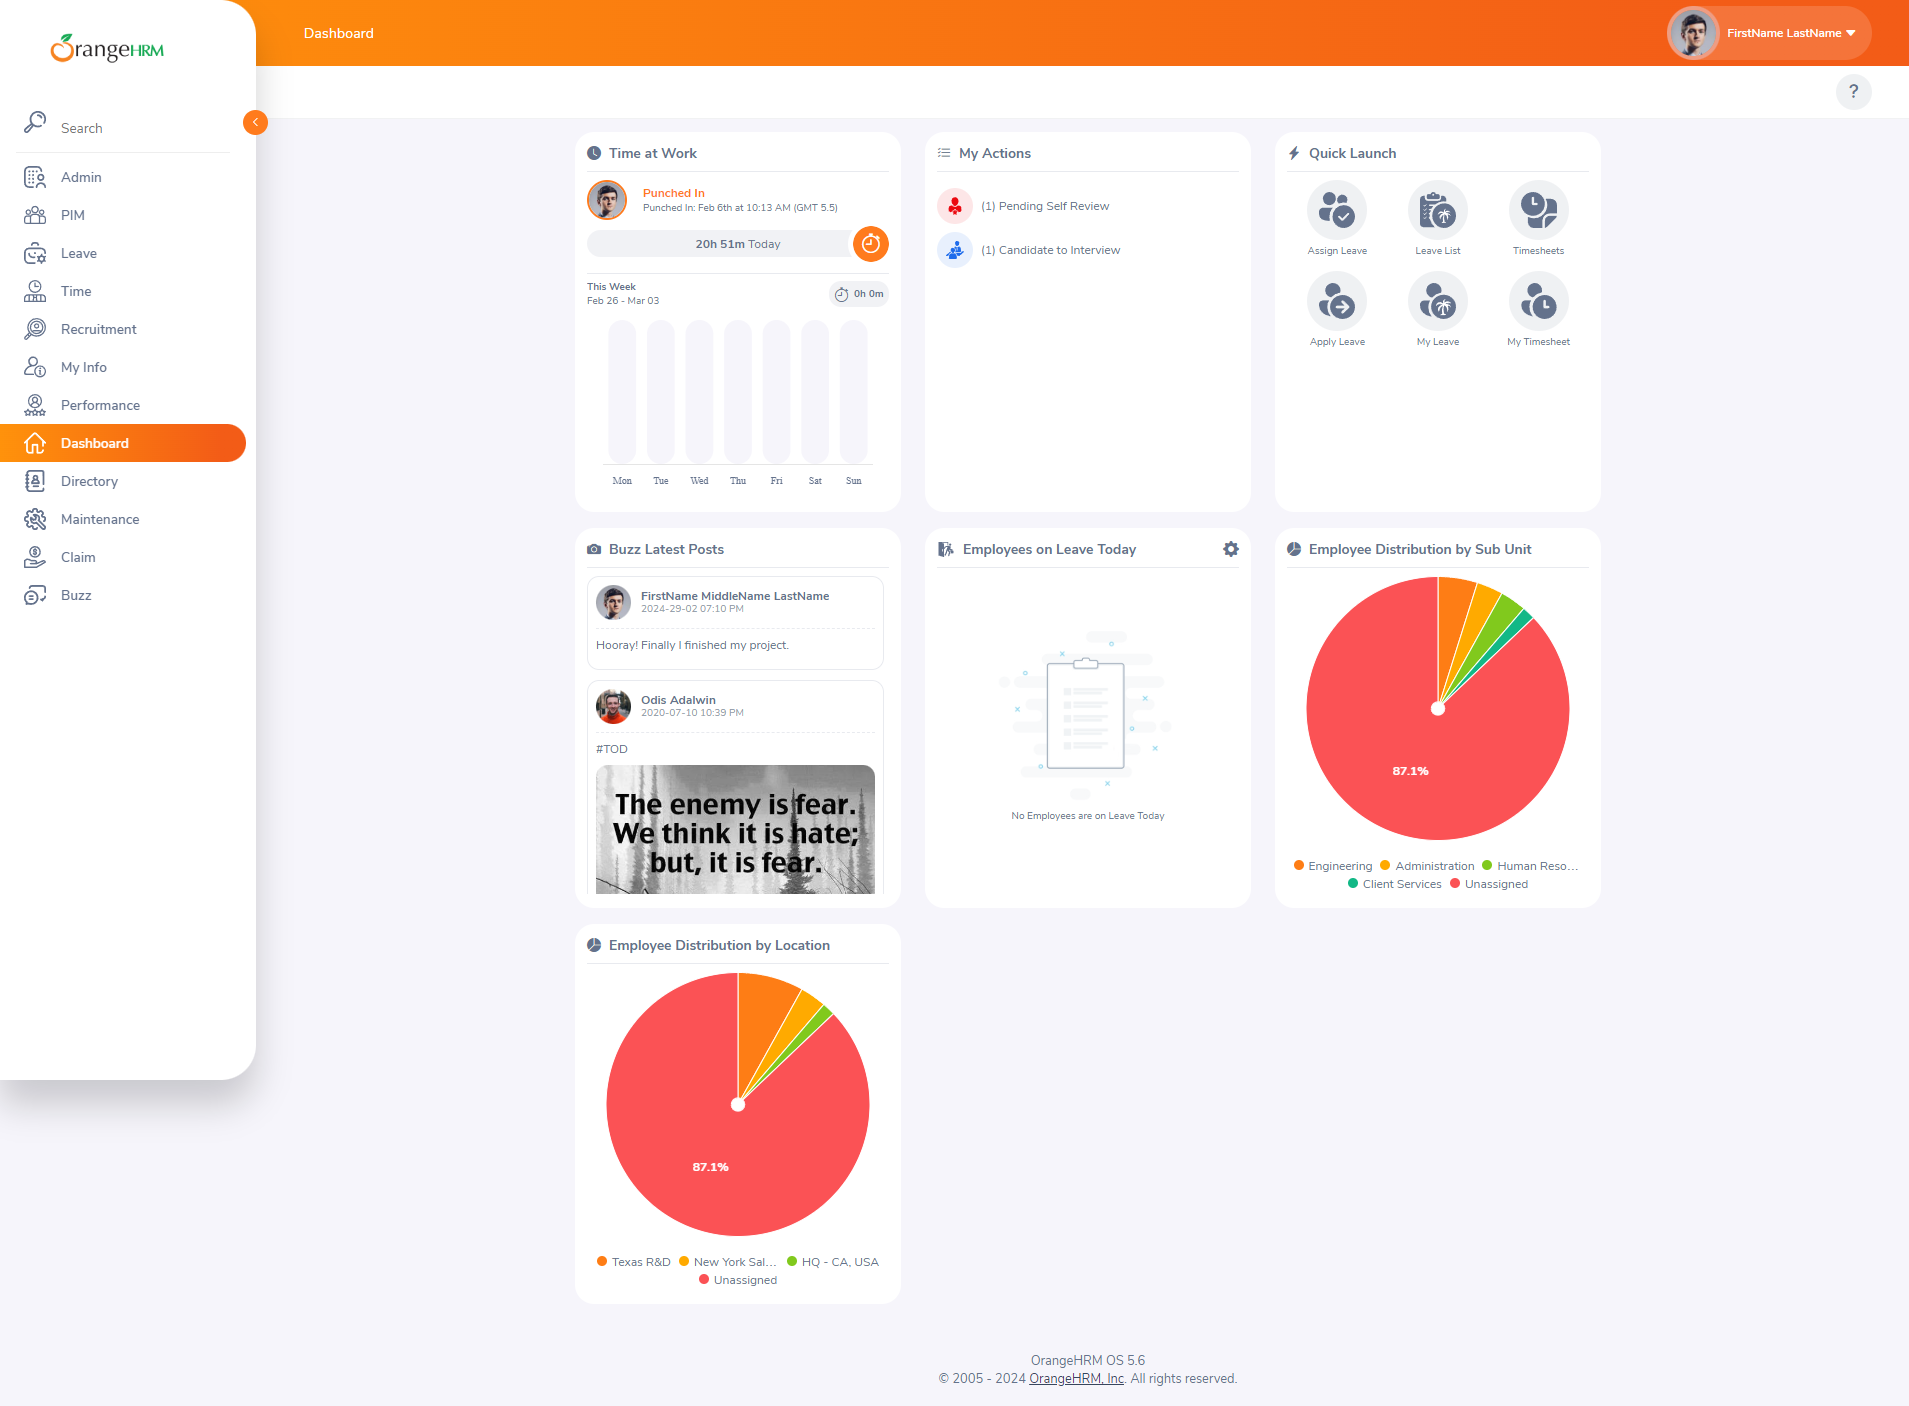 OrangeHRM
Dashboard
FirstName LastName
?
Search
Admin
PIM
Leave
Time
Recruitment
My Info
Performance
Dashboard
Directory
Maintenance
Claim
Buzz
Time at Work
Punched In
Punched In: Feb 6th at 10:13 AM (GMT 5.5)
20h 51m Today
This Week
Feb 26 - Mar 03
0h 0m
Mon Tue Wed Thu Fri Sat Sun
My Actions
(1) Pending Self Review
(1) Candidate to Interview
Quick Launch
Assign Leave Leave List Timesheets
Apply Leave My Leave My Timesheet
Buzz Latest Posts
FirstName MiddleName LastName
2024-29-02 07:10 PM
Hooray! Finally I finished my project.
Odis Adalwin
2020-07-10 10:39 PM
#TOD
The enemy is fear.
We think it is hate;
but, it is fear.
Employees on Leave Today
No Employees are on Leave Today
Employee Distribution by Sub Unit
87.1%
Engineering Administration Human Reso...
Client Services Unassigned
Employee Distribution by Location
87.1%
Texas R&D New York Sal... HQ - CA, USA
Unassigned
OrangeHRM OS 5.6
© 2005 - 2024 OrangeHRM, Inc. All rights reserved.